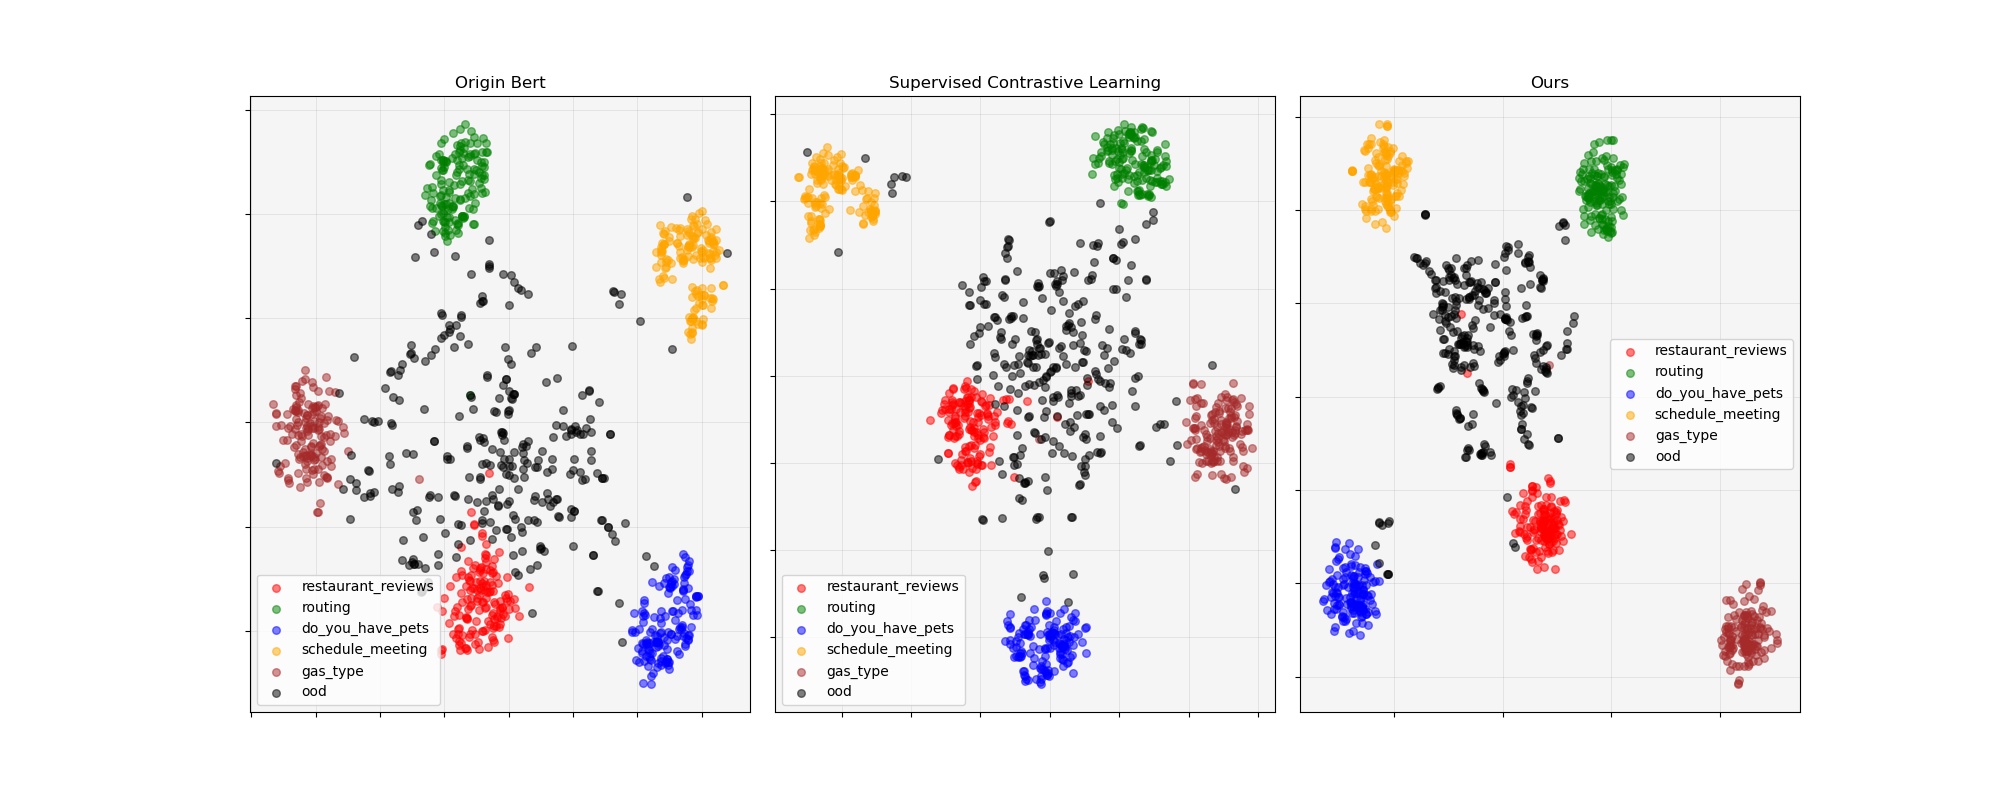 Origin Bert
restaurant_reviews
routing
do_you_have_pets
schedule_meeting
gas_type
ood
Supervised Contrastive Learning
restaurant_reviews
routing
do_you_have_pets
schedule_meeting
gas_type
ood
Ours
restaurant_reviews
routing
do_you_have_pets
schedule_meeting
gas_type
ood